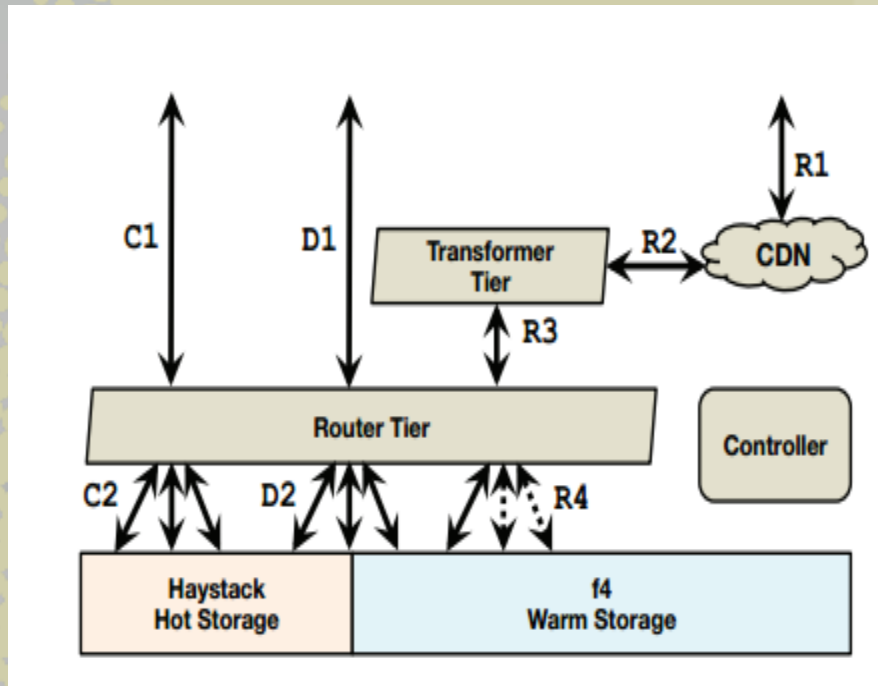 C1
D1
R1
Transformer
Tier
R2
CDN
R3
Router Tier
Controller
C2
D2
R4
Haystack
Hot Storage
f4
Warm Storage